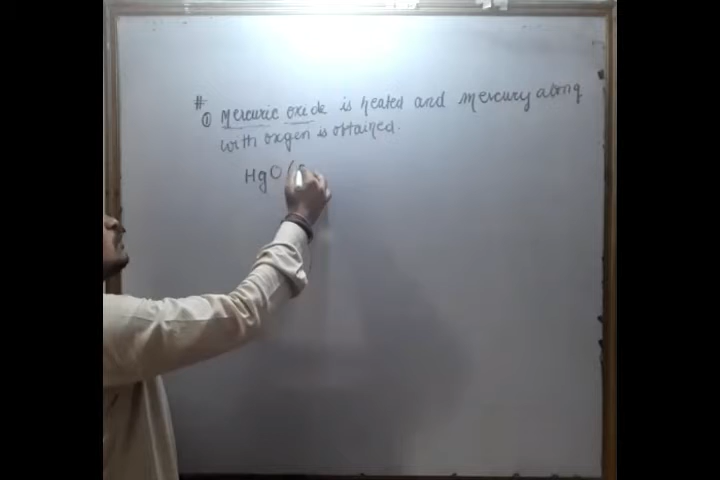 #
① Mercuric oxide is heated and mercury along
with oxygen is obtained.
HgO (s